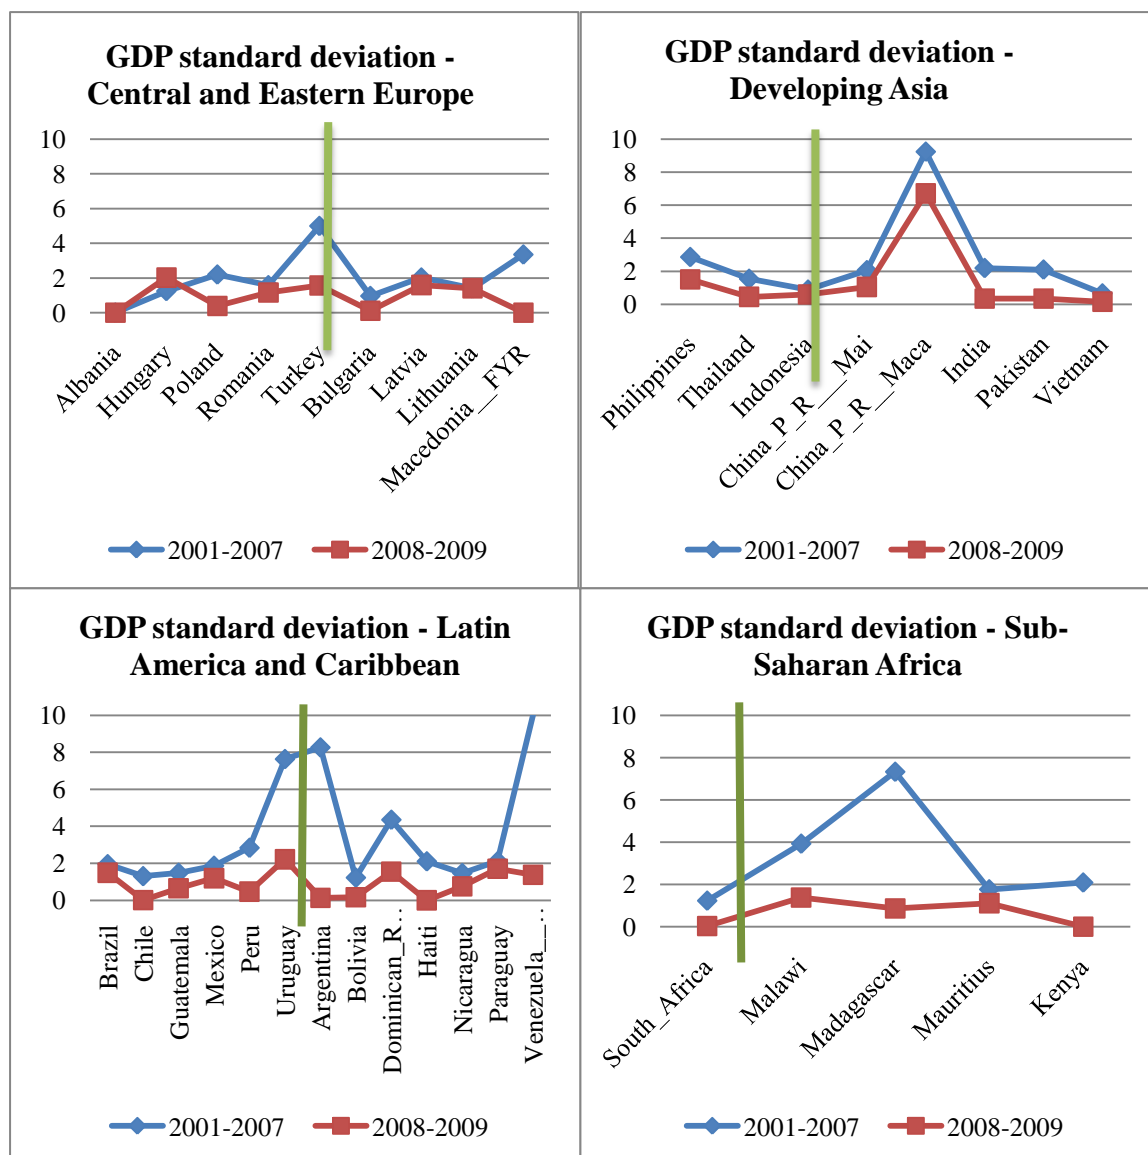 GDP standard deviation -
Central and Eastern Europe
10
8
6
4
2
0
Albania
Hungary
Poland
Romania
Turkey
Bulgaria
Latvia
Lithuania
Macedonia__FYR
2001-2007
2008-2009
GDP standard deviation -
Developing Asia
10
8
6
4
2
0
Philippines
Thailand
Indonesia
China_P_R__Mai
China_P_R__Maca
India
Pakistan
Vietnam
2001-2007
2008-2009
GDP standard deviation - Latin
America and Caribbean
10
8
6
4
2
0
Brazil
Chile
Guatemala
Mexico
Peru
Uruguay
Argentina
Bolivia
Dominican_R…
Haiti
Nicaragua
Paraguay
Venezuela__…
2001-2007
2008-2009
GDP standard deviation - Sub-
Saharan Africa
10
8
6
4
2
0
South_Africa
Malawi
Madagascar
Mauritius
Kenya
2001-2007
2008-2009